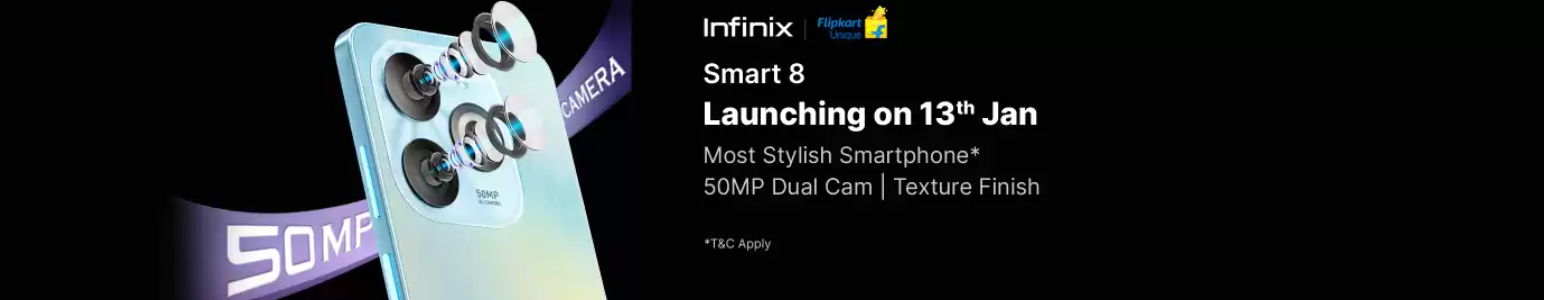 Infinix | Flipkart Unique
Smart 8
Launching on 13th Jan
Most Stylish Smartphone*
50MP Dual Cam | Texture Finish
*T&C Apply
50MP
CAMERA
50MP